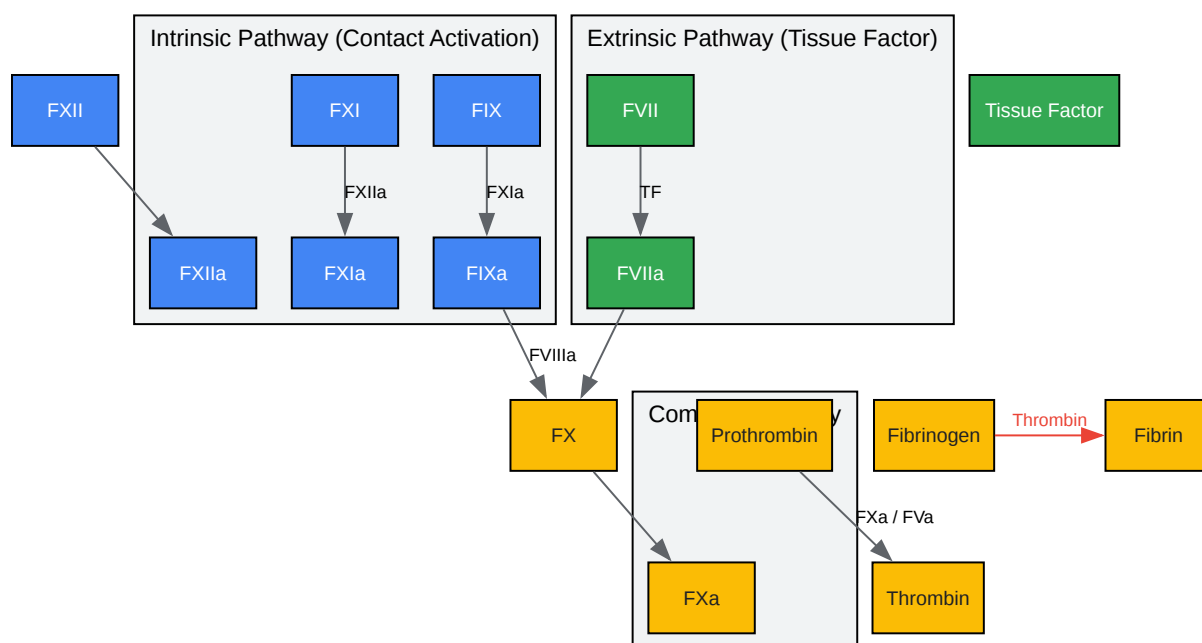 Intrinsic Pathway (Contact Activation)
Extrinsic Pathway (Tissue Factor)
FXII
FXI
FIX
FVII
Tissue Factor
FXIIa
FXIa
TF
FXIIa
FXIa
FIXa
FVIIa
FVIIIa
FX
Prothrombin
Fibrinogen
Thrombin
Fibrin
FXa / FVa
FXa
Thrombin